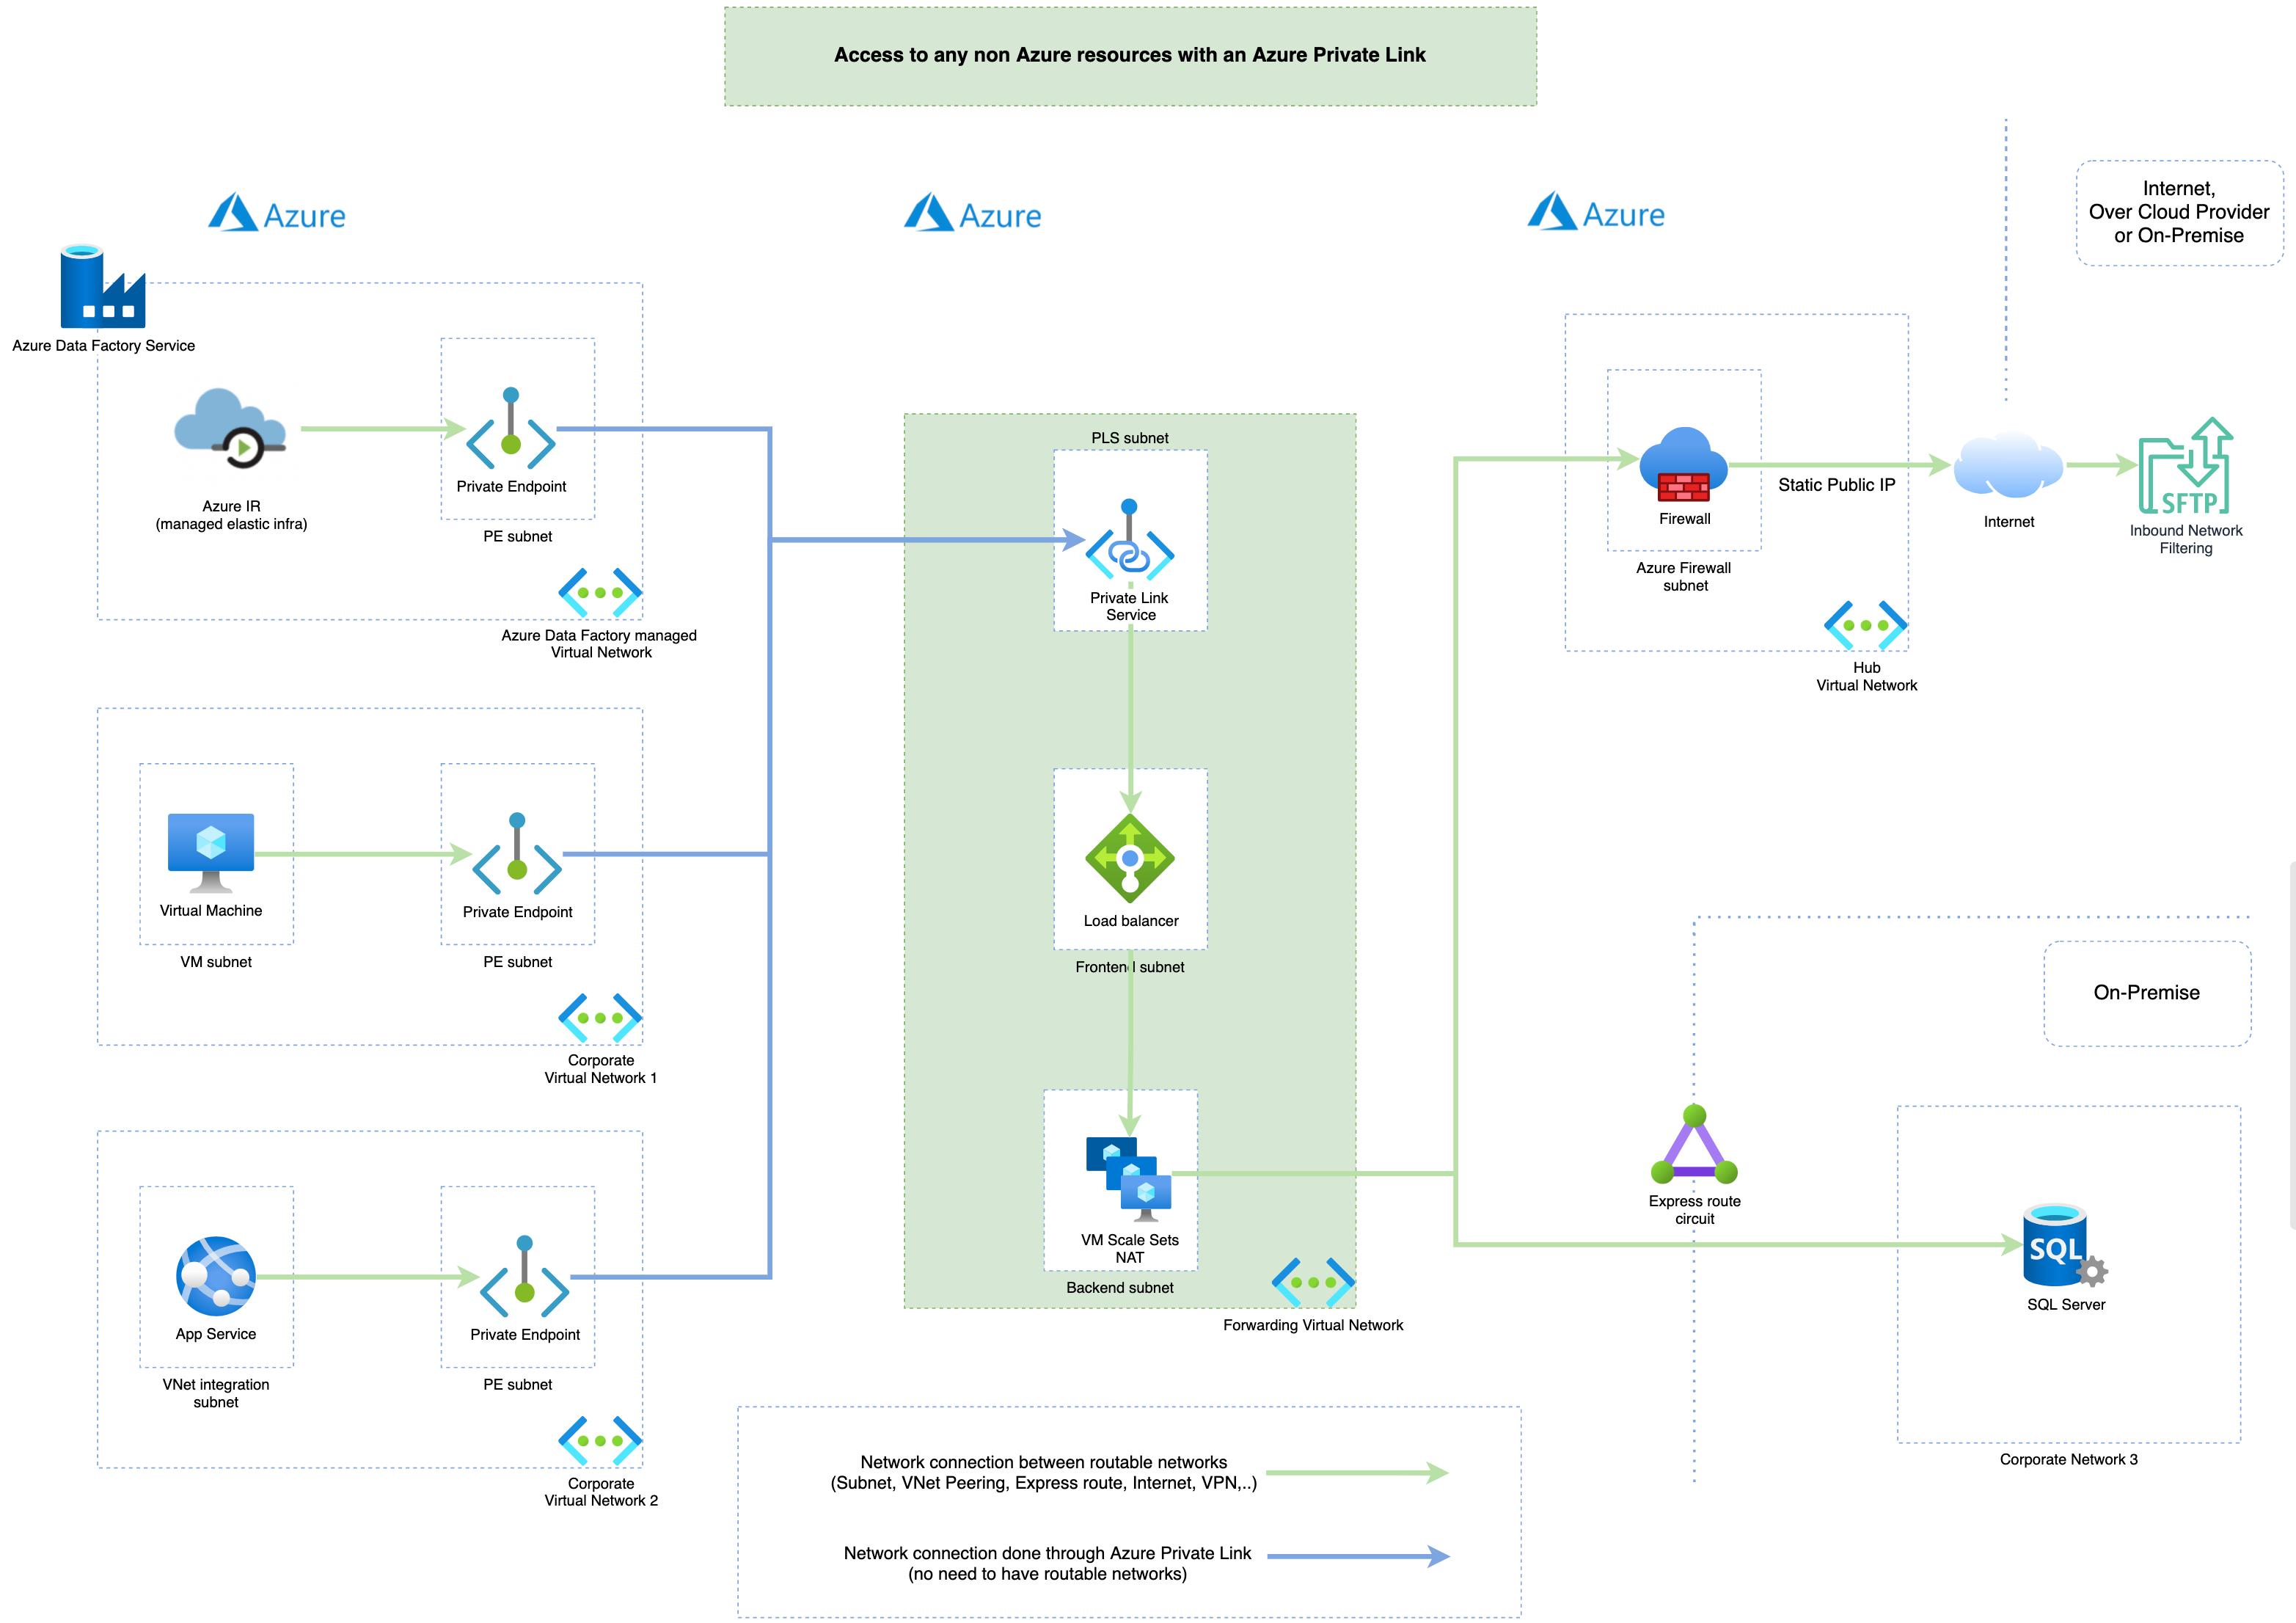 Access to any non Azure resources with an Azure Private Link
Azure
Azure
Azure
Internet,
Over Cloud Provider
or On-Premise
Azure Data Factory Service
Azure IR
(managed elastic infra)
Private Endpoint
PE subnet
Azure Data Factory managed
Virtual Network
Virtual Machine
VM subnet
Private Endpoint
PE subnet
Corporate
Virtual Network 1
App Service
VNet integration
subnet
Private Endpoint
PE subnet
Corporate
Virtual Network 2
PLS subnet
Private Link
Service
Load balancer
Frontend subnet
VM Scale Sets
NAT
Backend subnet
Forwarding Virtual Network
Firewall
Azure Firewall
subnet
Hub
Virtual Network
Static Public IP
Internet
SFTP
Inbound Network
Filtering
On-Premise
Express route
circuit
SQL
SQL Server
Corporate Network 3
Network connection between routable networks
(Subnet, VNet Peering, Express route, Internet, VPN,..)
Network connection done through Azure Private Link
(no need to have routable networks)